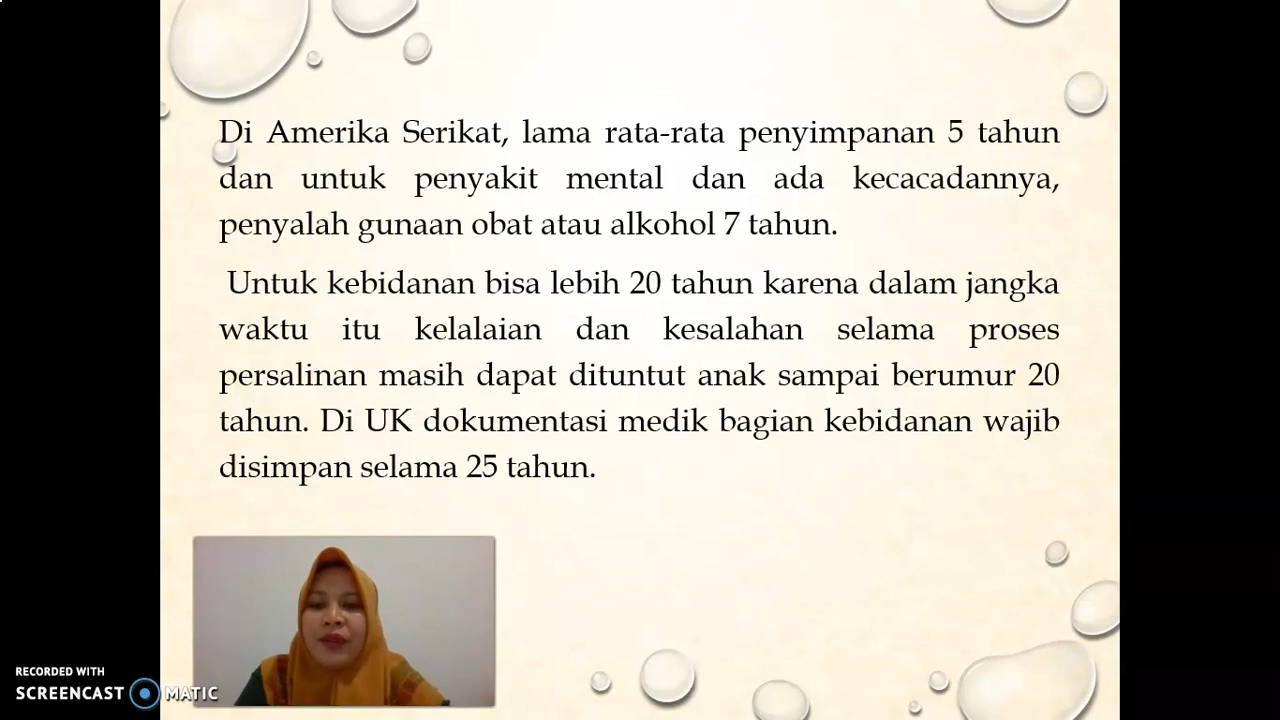 Di Amerika Serikat, lama rata-rata penyimpanan 5 tahun
dan untuk penyakit mental dan ada kecacadannya,
penyalah gunaan obat atau alkohol 7 tahun.
Untuk kebidanan bisa lebih 20 tahun karena dalam jangka
waktu itu kelalaian dan kesalahan selama proses
persalinan masih dapat dituntut anak sampai berumur 20
tahun. Di UK dokumentasi medik bagian kebidanan wajib
disimpan selama 25 tahun.
RECORDED WITH
SCREENCAST MATIC